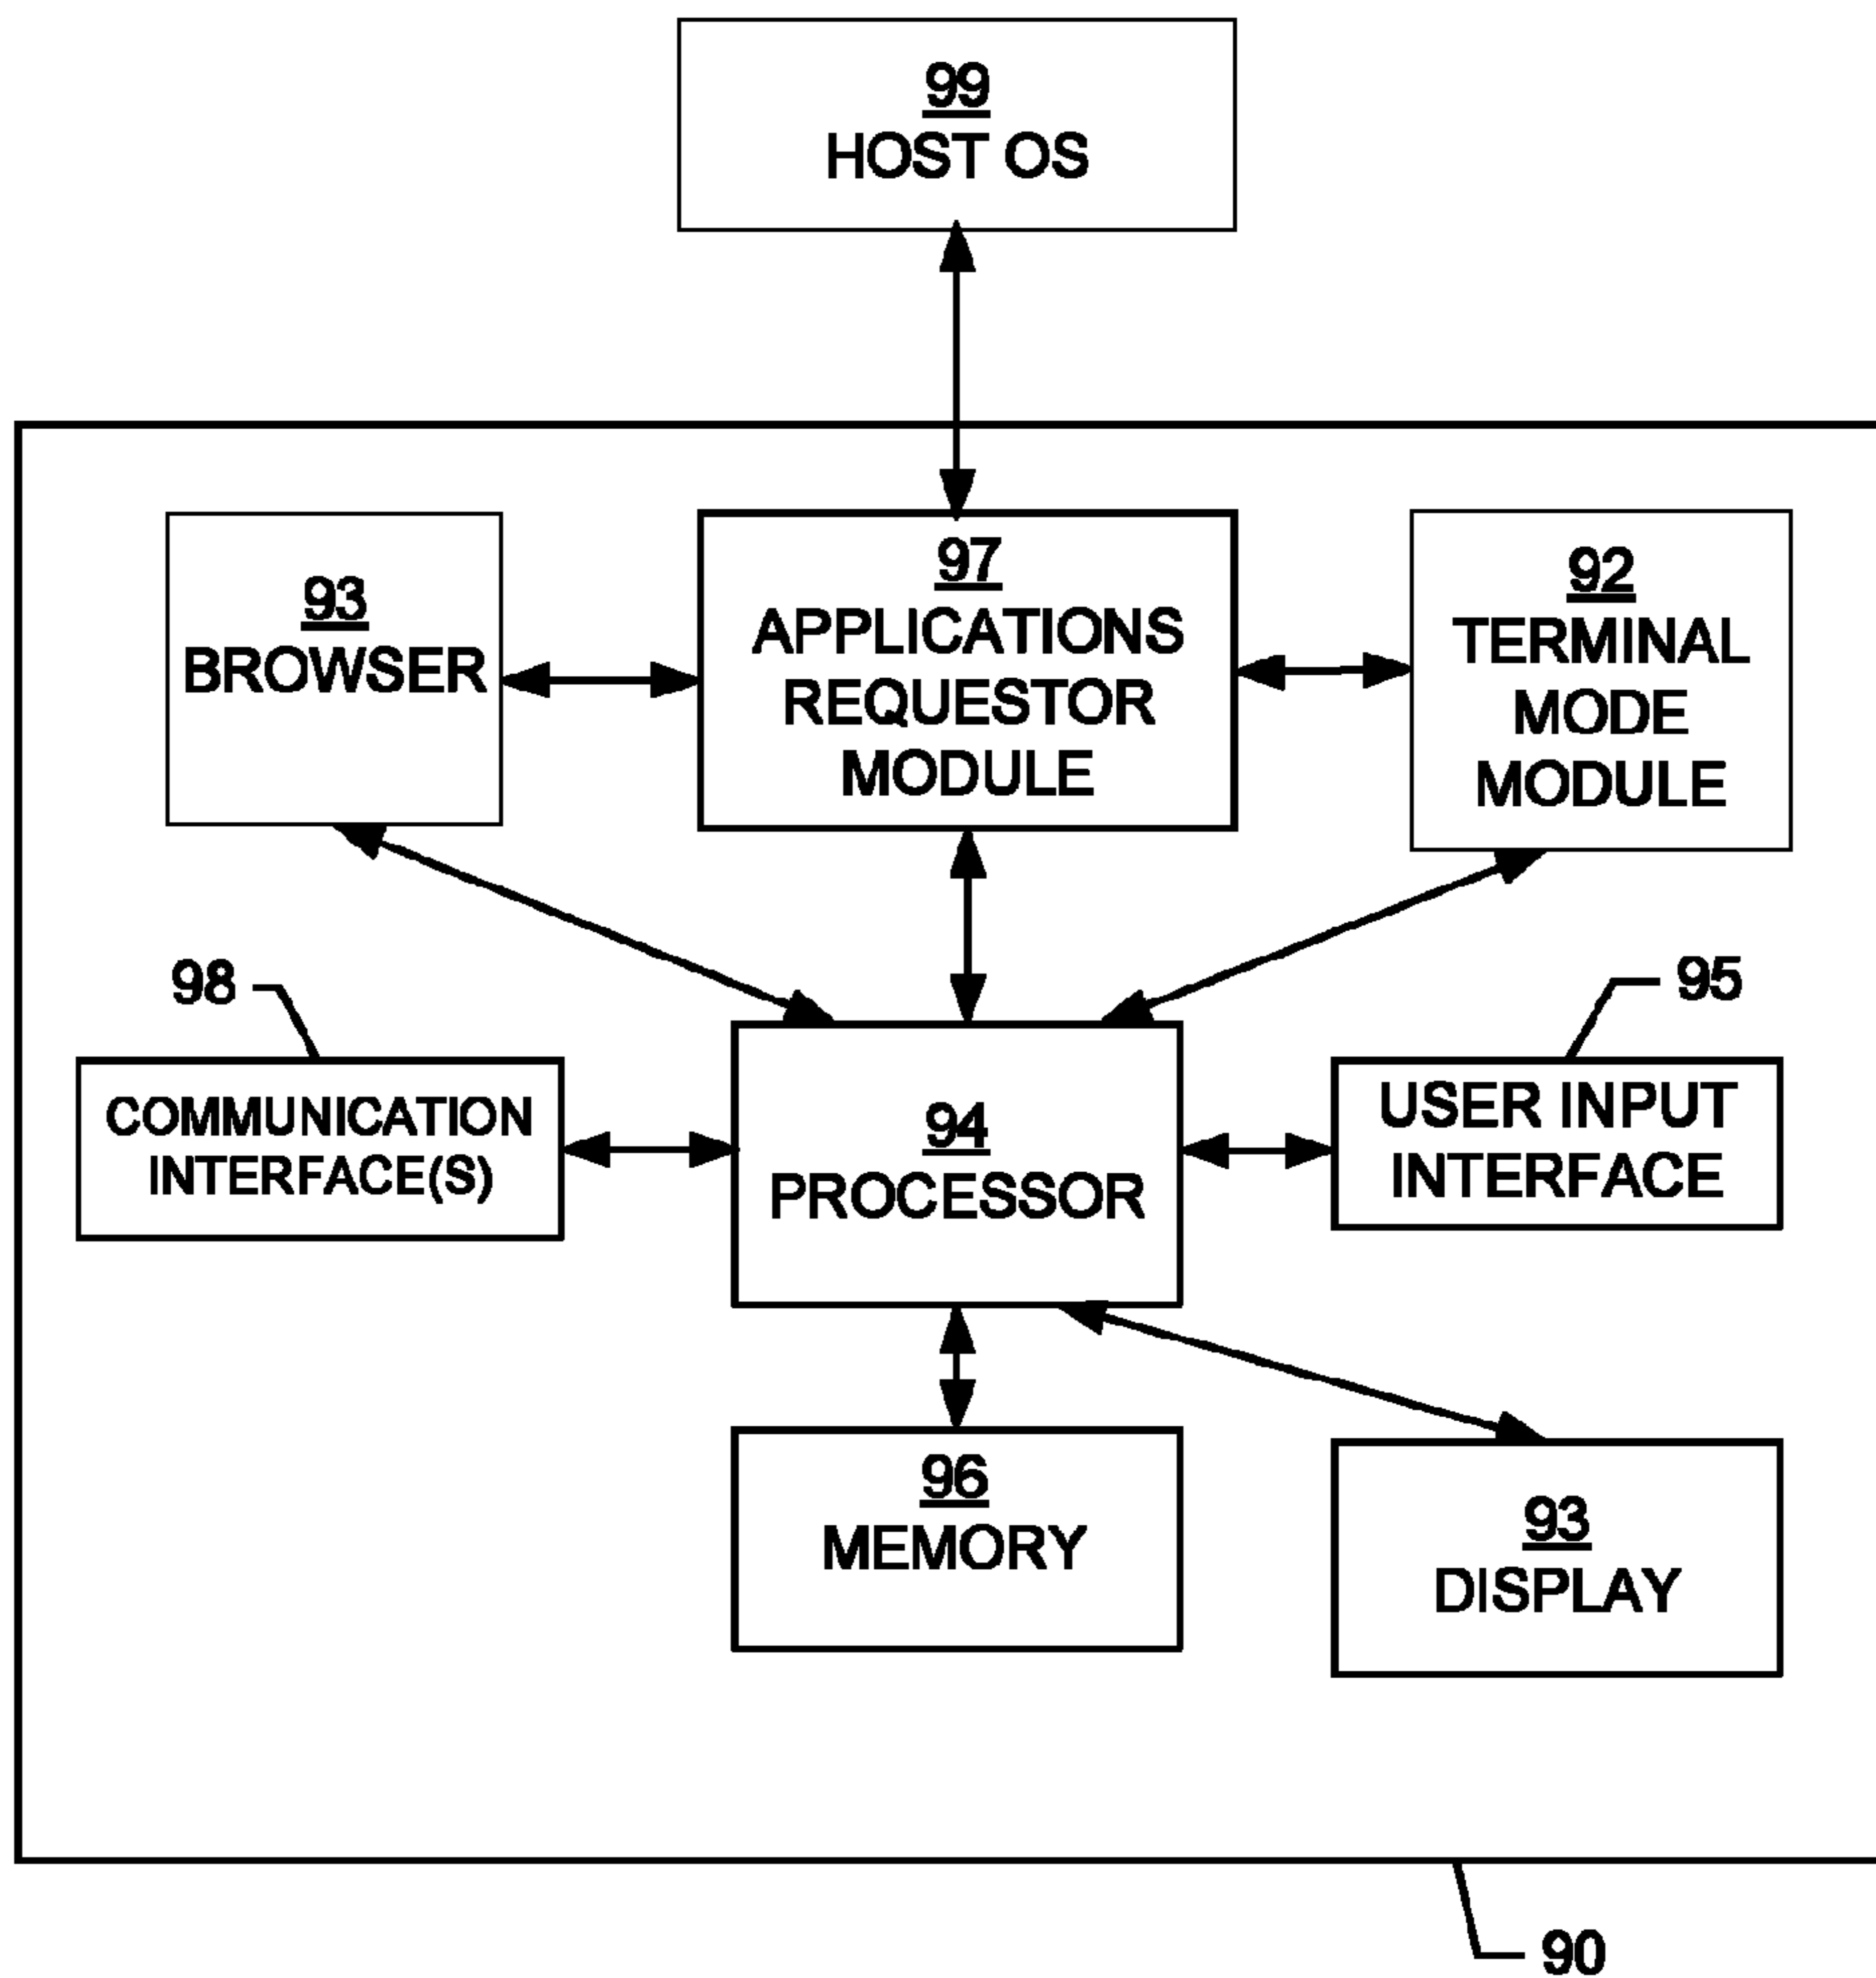 99
HOST OS
93
BROWSER
97
APPLICATIONS
REQUESTOR
MODULE
92
TERMINAL
MODE
MODULE
98
95
COMMUNICATION
INTERFACE(S)
94
PROCESSOR
USER INPUT
INTERFACE
96
MEMORY
93
DISPLAY
90